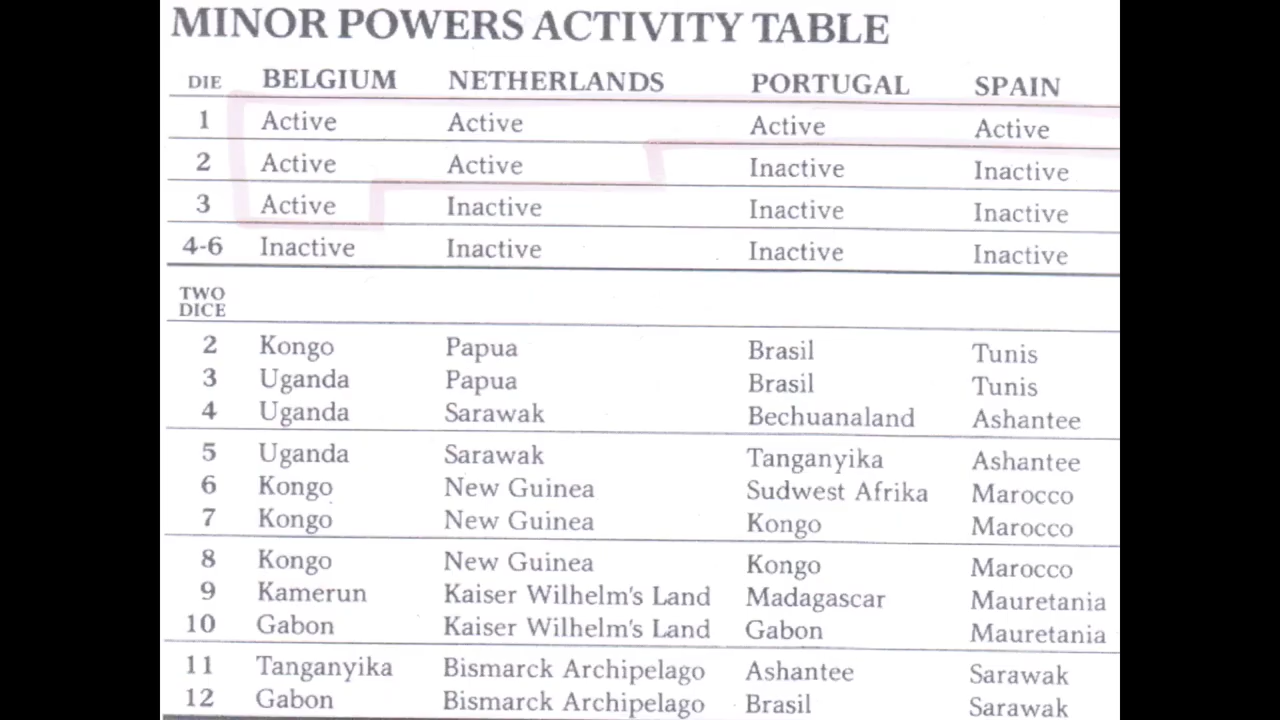 MINOR POWERS ACTIVITY TABLE
DIE BELGIUM NETHERLANDS PORTUGAL SPAIN
1 Active Active Active Active
2 Active Active Inactive Inactive
3 Active Inactive Inactive Inactive
4-6 Inactive Inactive Inactive Inactive
TWO
DICE
2 Kongo Papua Brasil Tunis
3 Uganda Papua Brasil Tunis
4 Uganda Sarawak Bechuanaland Ashantee
5 Uganda Sarawak Tanganyika Ashantee
6 Kongo New Guinea Sudwest Afrika Marocco
7 Kongo New Guinea Kongo Marocco
8 Kongo New Guinea Kongo Marocco
9 Kamerun Kaiser Wilhelm's Land Madagascar Mauretania
10 Gabon Kaiser Wilhelm's Land Gabon Mauretania
11 Tanganyika Bismarck Archipelago Ashantee Sarawak
12 Gabon Bismarck Archipelago Brasil Sarawak